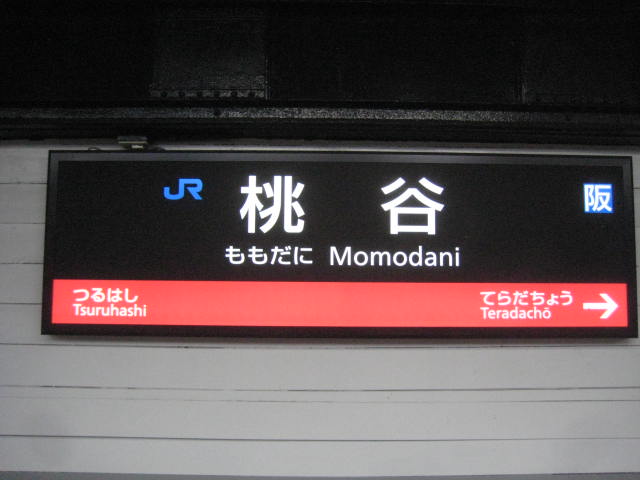 JR 桃谷 阪
ももだに Momodani
つるはし てらだちょう →
Tsuruhashi Teradachō